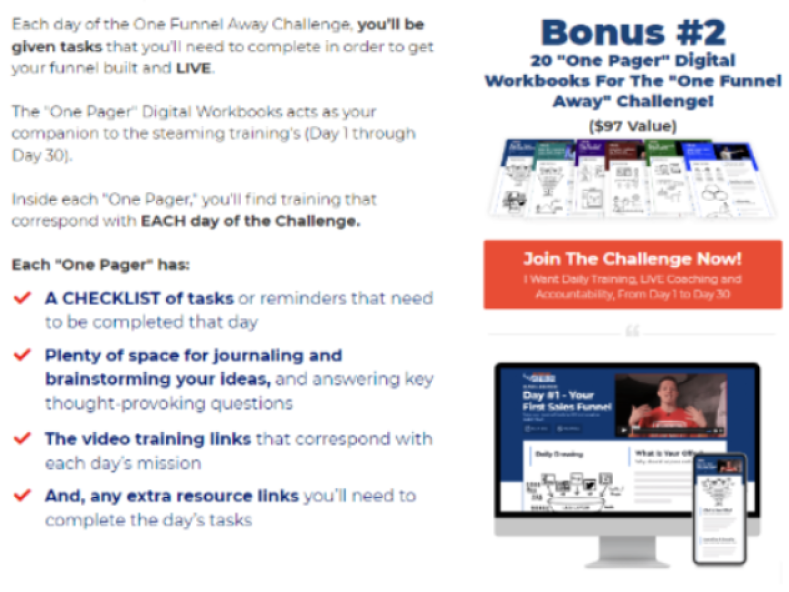 Each day of the One Funnel Away Challenge, you'll be
given tasks that you'll need to complete in order to get
your funnel built and LIVE.
The "One Pager" Digital Workbooks acts as your
companion to the steaming training's (Day 1 through
Day 30).
Inside each "One Pager," you'll find training that
correspond with EACH day of the Challenge.
Each "One Pager" has:
A CHECKLIST of tasks or reminders that need
to be completed that day
Plenty of space for journaling and
brainstorming your ideas, and answering key
thought-provoking questions
The video training links that correspond with
each day's mission
And, any extra resource links you'll need to
complete the day's tasks
Bonus #2
20 "One Pager" Digital
Workbooks For The "One Funnel
Away" Challenge!
($97 Value)
Join The Challenge Now!
I Want Daily Training, LIVE Coaching and
Accountability, From Day 1 to Day 30
Day #1 - Your
First Sales Funnel
Daily Drawing
What Is Your